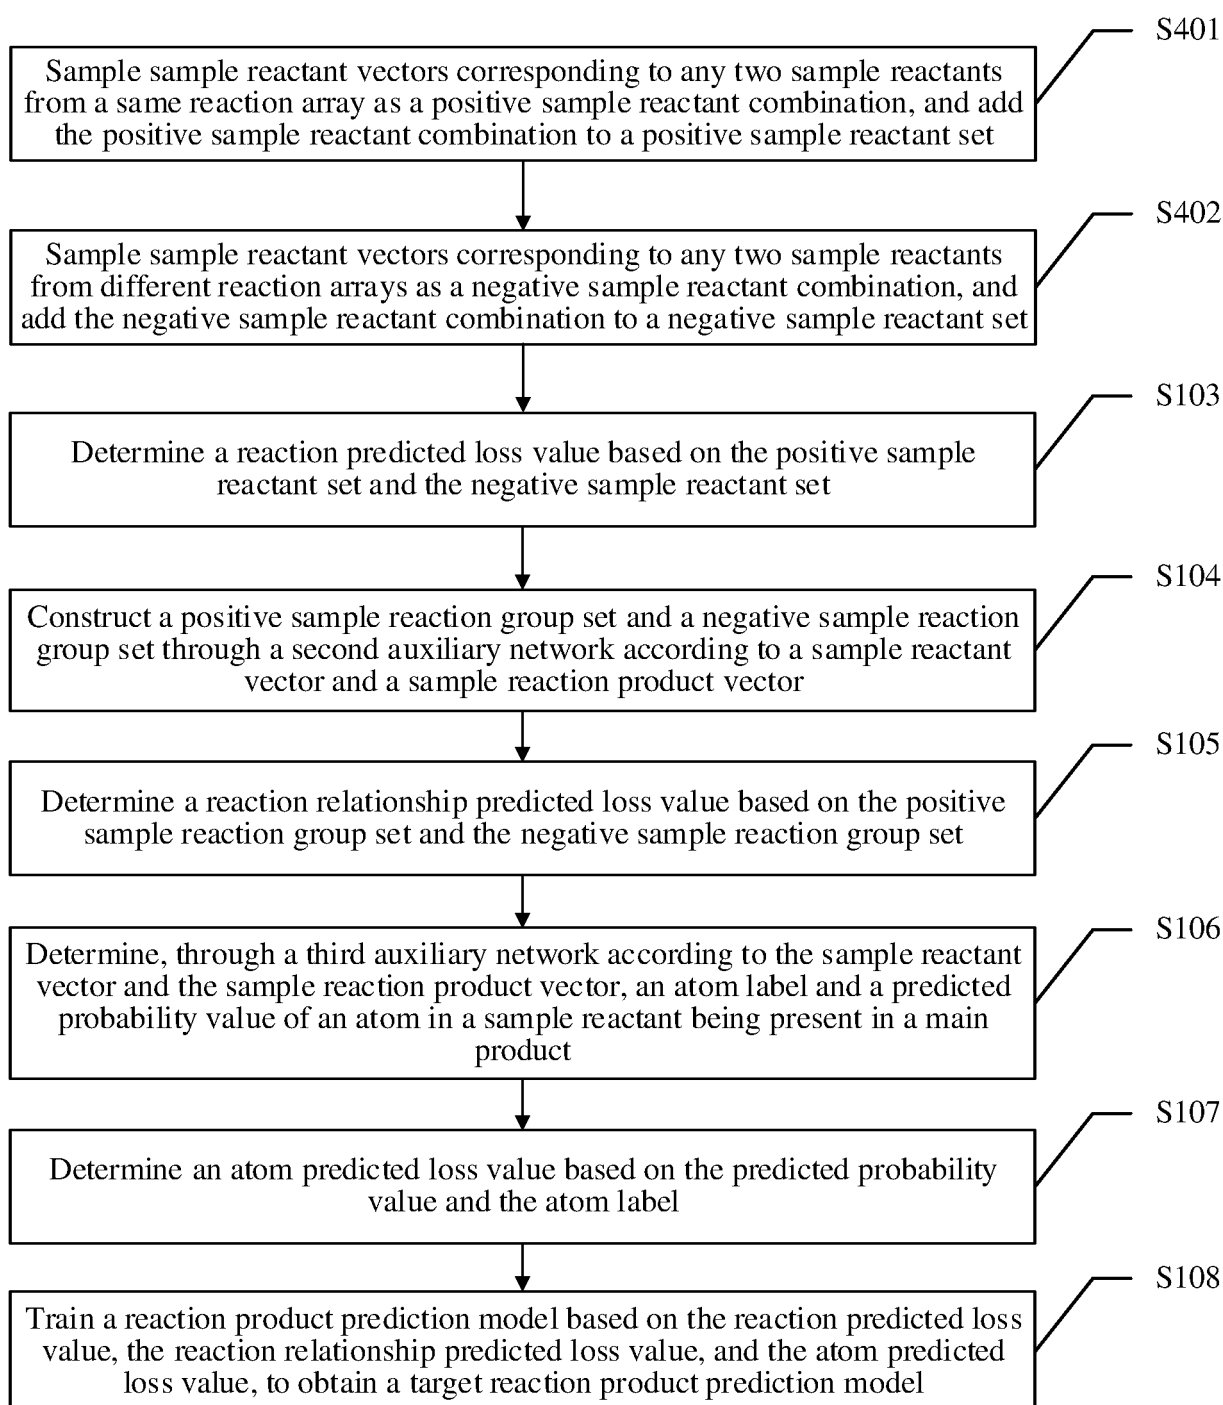 S401
Sample sample reactant vectors corresponding to any two sample reactants
from a same reaction array as a positive sample reactant combination, and add
the positive sample reactant combination to a positive sample reactant set
S402
Sample sample reactant vectors corresponding to any two sample reactants
from different reaction arrays as a negative sample reactant combination, and
add the negative sample reactant combination to a negative sample reactant set
S103
Determine a reaction predicted loss value based on the positive sample
reactant set and the negative sample reactant set
S104
Construct a positive sample reaction group set and a negative sample reaction
group set through a second auxiliary network according to a sample reactant
vector and a sample reaction product vector
S105
Determine a reaction relationship predicted loss value based on the positive
sample reaction group set and the negative sample reaction group set
S106
Determine, through a third auxiliary network according to the sample reactant
vector and the sample reaction product vector, an atom label and a predicted
probability value of an atom in a sample reactant being present in a main
product
S107
Determine an atom predicted loss value based on the predicted probability
value and the atom label
S108
Train a reaction product prediction model based on the reaction predicted loss
value, the reaction relationship predicted loss value, and the atom predicted
loss value, to obtain a target reaction product prediction model